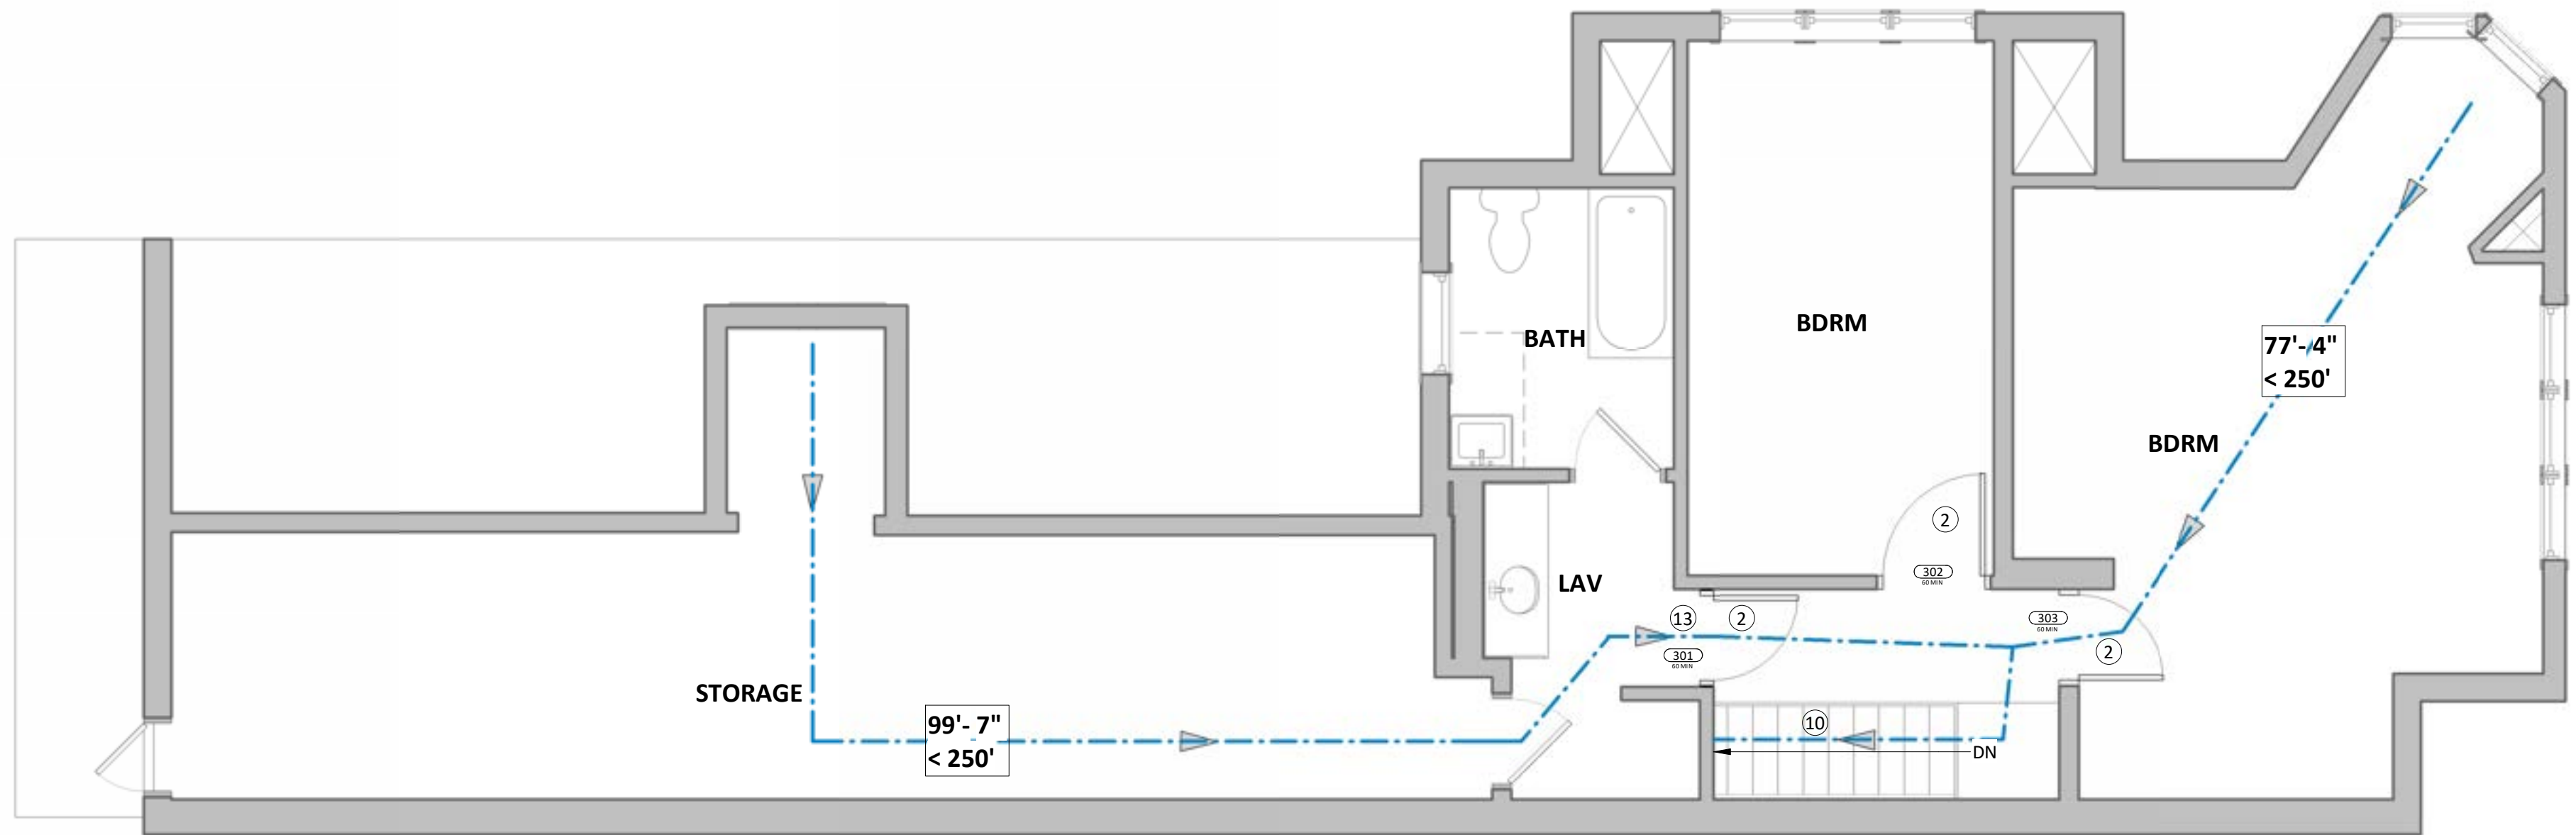 BATH
BDRM
77'- 4"
< 250'
BDRM
2
302
60 MIN
LAV
13
2
303
60 MIN
301
60 MIN
2
STORAGE
99'- 7"
< 250'
10
DN